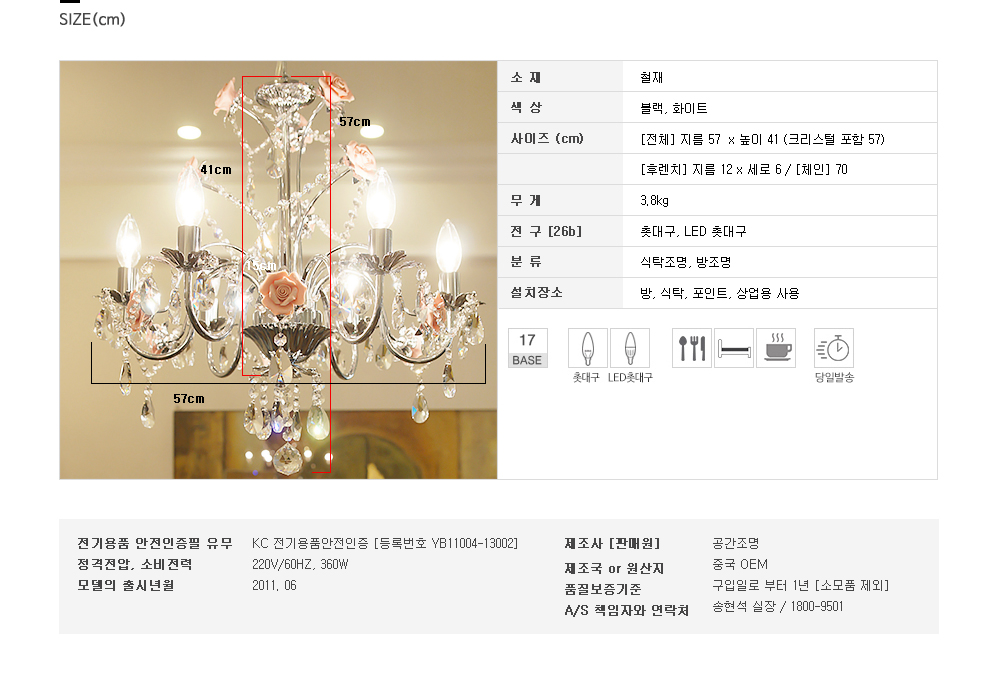 SIZE(cm)
57cm
41cm
15cm
57cm
소 재 철재
색 상 블랙, 화이트
사이즈 (cm) [전체] 지름 57 x 높이 41 (크리스털 포함 57)
[후렌치] 지름 12 x 세로 6 / [체인] 70
무 게 3.8kg
전 구 [26b] 촛대구, LED 촛대구
분 류 식탁조명, 방조명
설치장소 방, 식탁, 포인트, 상업용 사용
17
BASE
촛대구 LED촛대구 당일발송
전기용품 안전인증필 유무 KC 전기용품안전인증 [등록번호 YB11004-13002]
정격전압, 소비전력 220V/60HZ, 360W
모델의 출시년월 2011. 06
제조사 [판매원] 공간조명
제조국 or 원산지 중국 OEM
품질보증기준 구입일로 부터 1년 [소모품 제외]
A/S 책임자와 연락처 송현석 실장 / 1800-9501